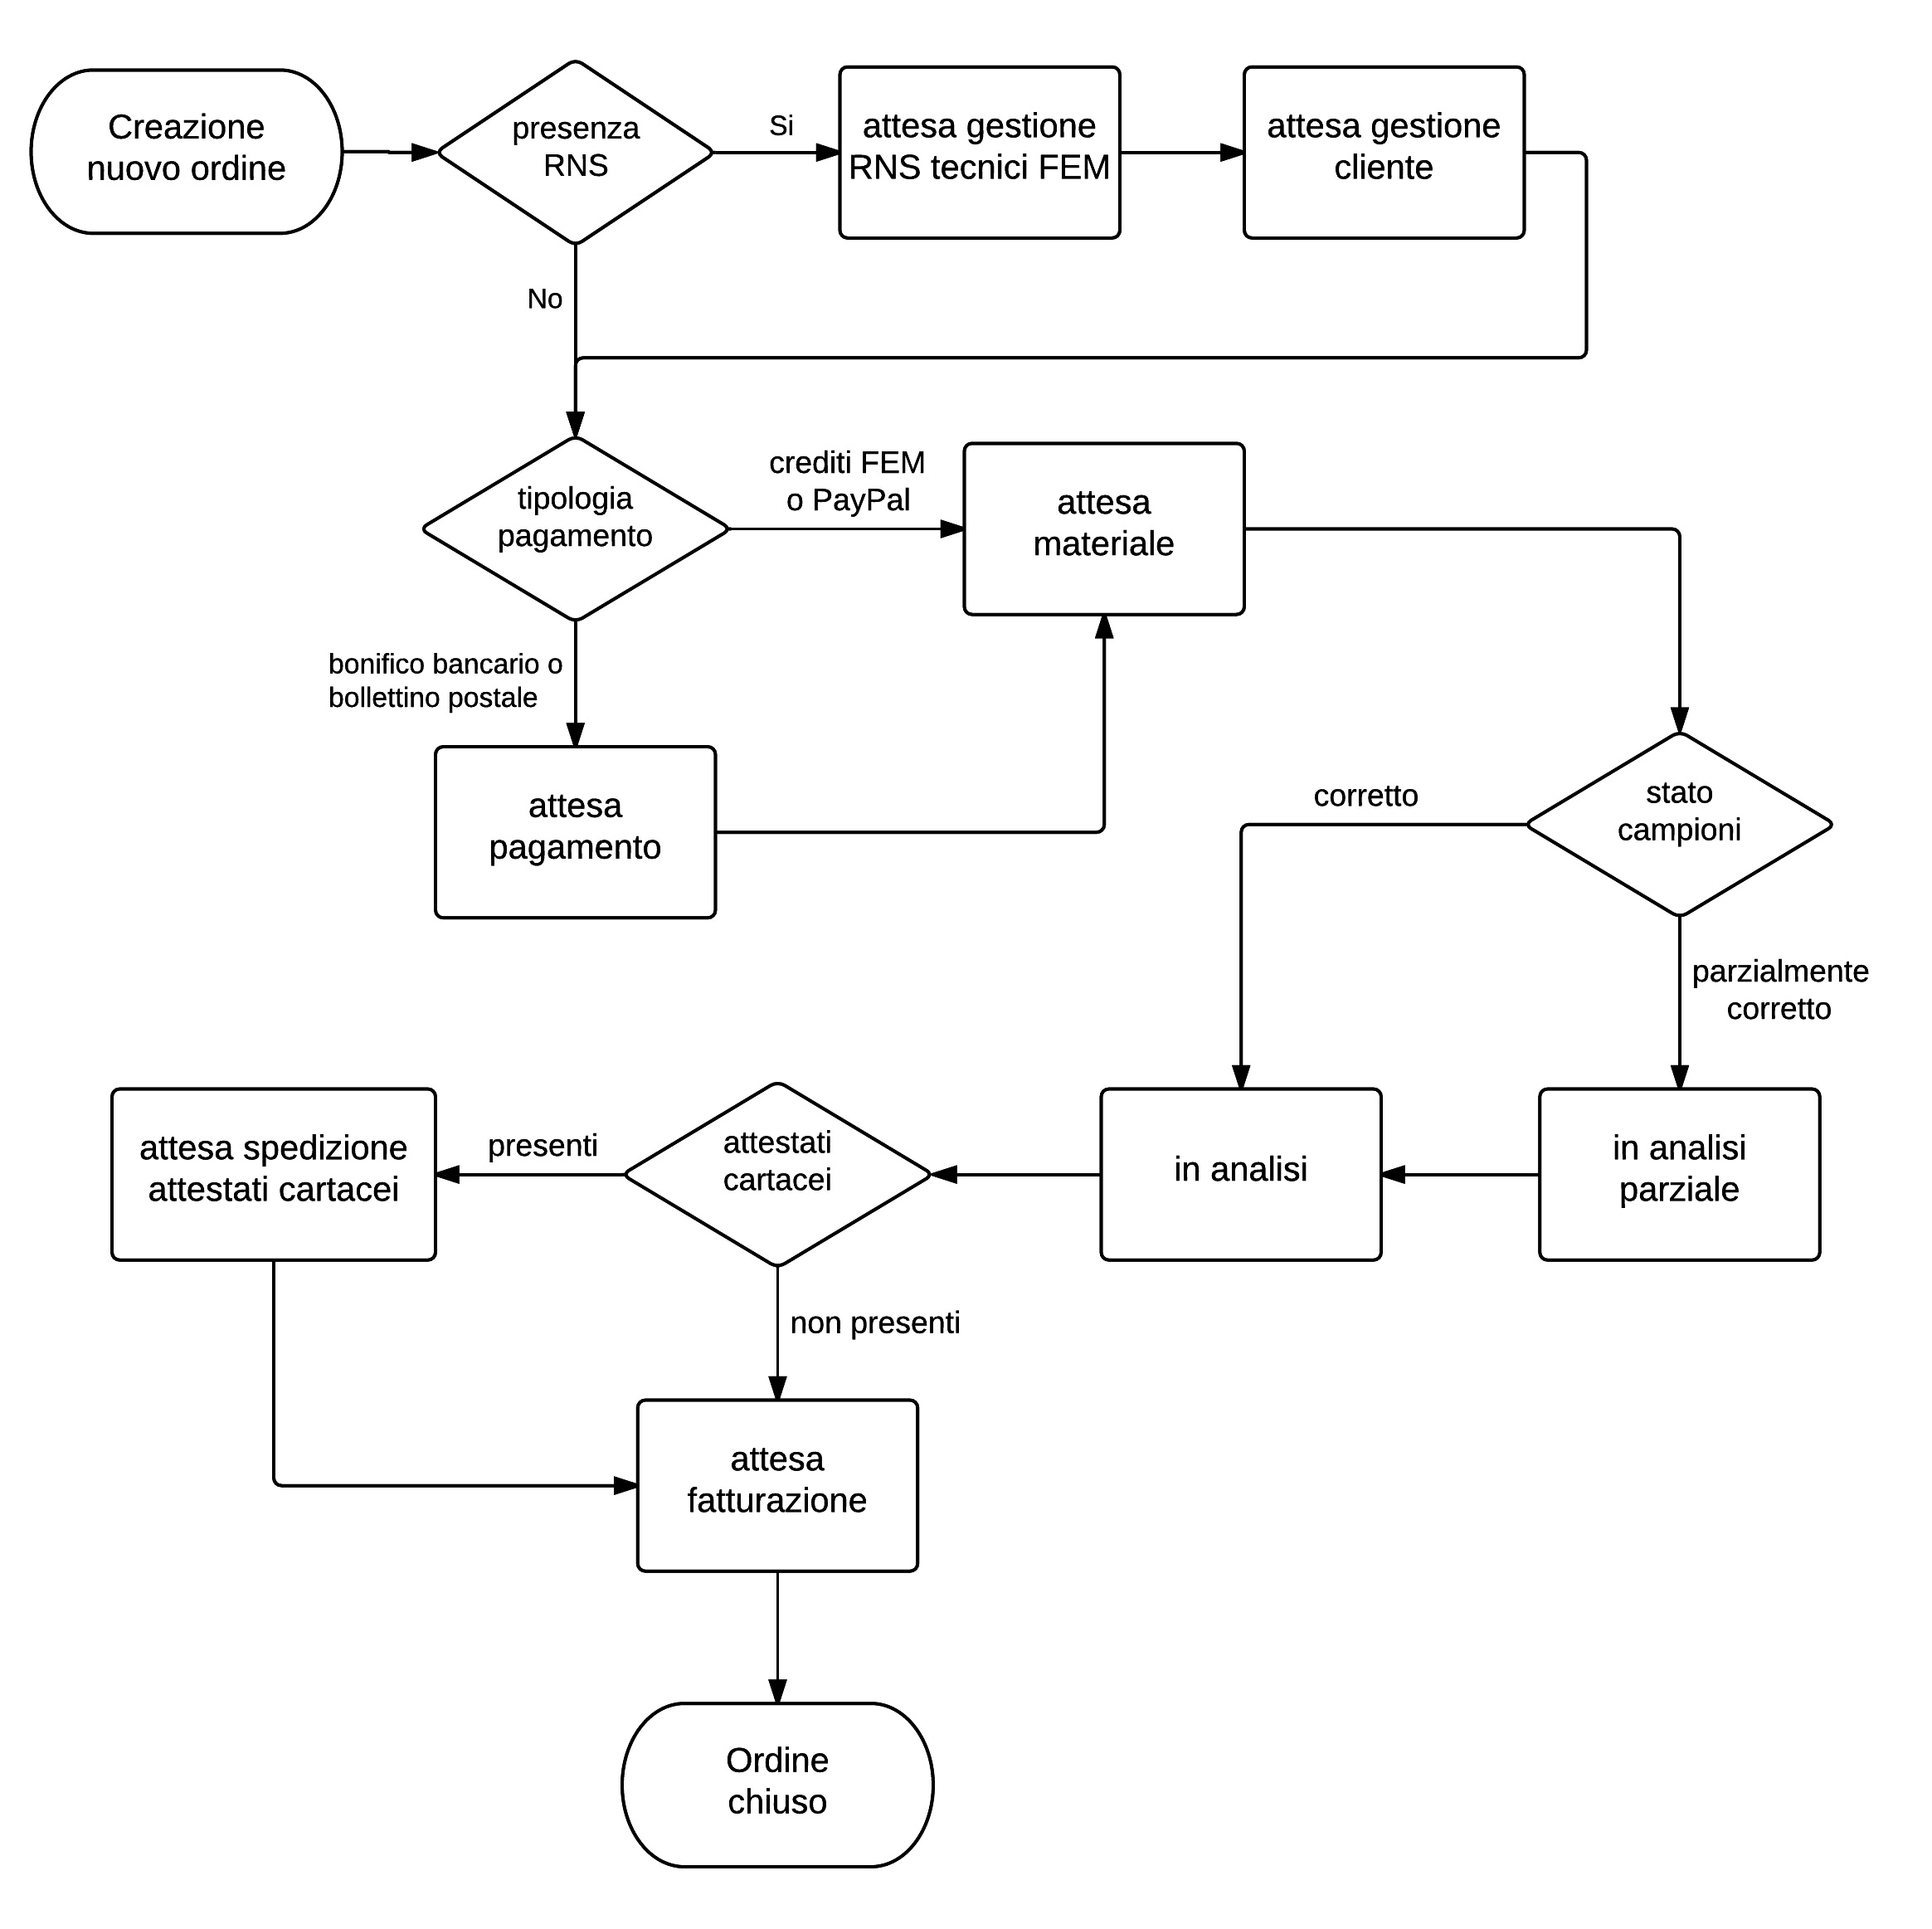 Creazione
nuovo ordine
presenza
RNS
Si
attesa gestione
RNS tecnici FEM
attesa gestione
cliente
No
tipologia
pagamento
crediti FEM
o PayPal
attesa
materiale
bonifico bancario o
bollettino postale
attesa
pagamento
corretto
stato
campioni
parzialmente
corretto
attesa spedizione
attestati cartacei
presenti
attestati
cartacei
in analisi
in analisi
parziale
non presenti
attesa
fatturazione
Ordine
chiuso